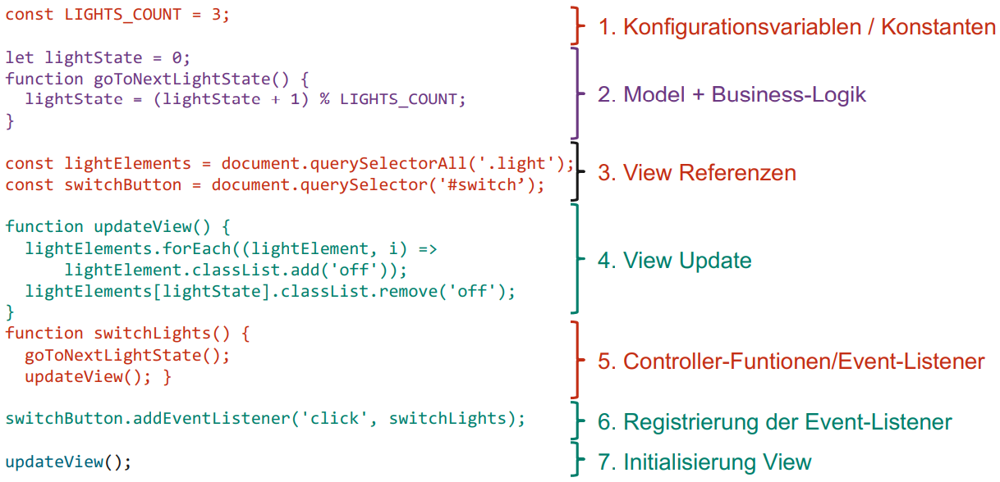 const LIGHTS_COUNT = 3;
1. Konfigurationsvariablen / Konstanten
let lightState = 0;
function goToNextLightState() {
lightState = (lightState + 1) % LIGHTS_COUNT;
}
2. Model + Business-Logik
const lightElements = document.querySelectorAll('.light');
const switchButton = document.querySelector('#switch’);
3. View Referenzen
function updateView() {
lightElements.forEach((lightElement, i) =>
lightElement.classList.add('off'));
lightElements[lightState].classList.remove('off');
}
4. View Update
function switchLights() {
goToNextLightState();
updateView(); }
5. Controller-Funtionen/Event-Listener
switchButton.addEventListener('click', switchLights);
6. Registrierung der Event-Listener
updateView();
7. Initialisierung View